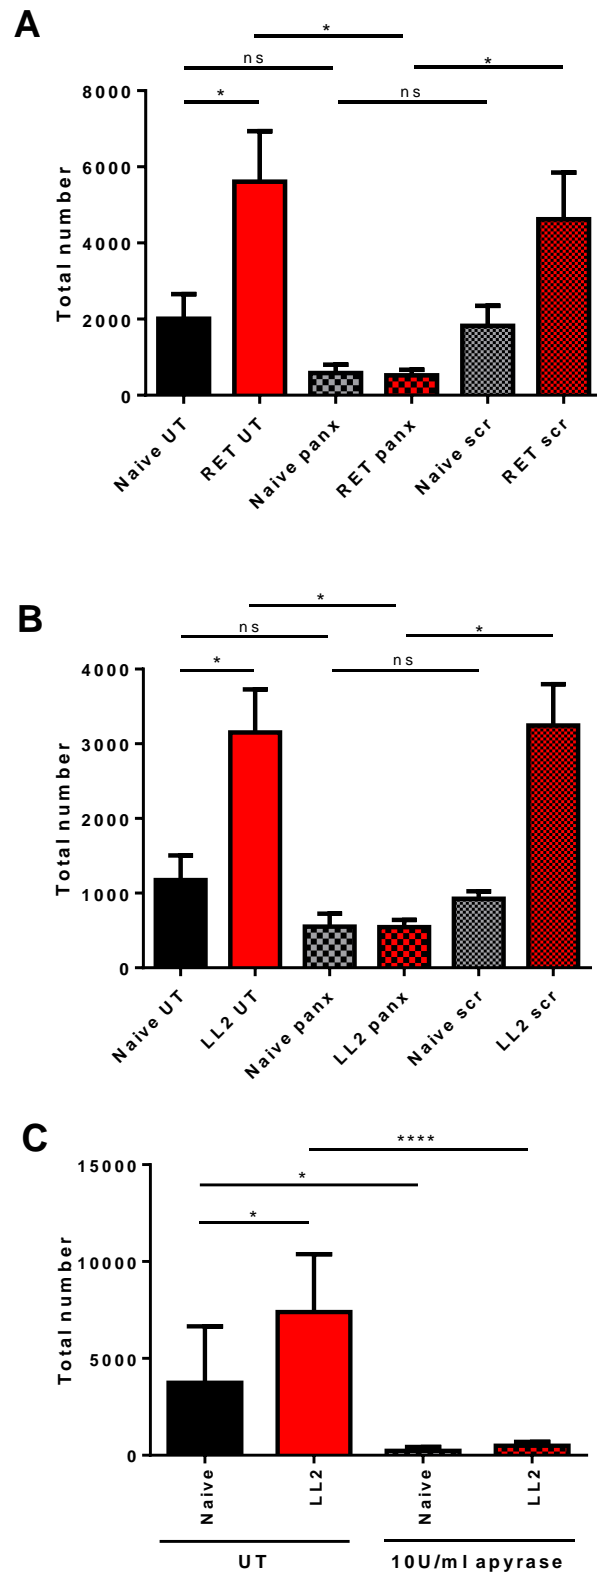 A
*
ns
*
*
ns
8000
6000
4000
2000
0
Total number
Naive UT
RET UT
Naive panx
RET panx
Naive scr
RET scr
B
*
ns
*
*
ns
4000
3000
2000
1000
0
Total number
Naive UT
LL2 UT
Naive panx
LL2 panx
Naive scr
LL2 scr
C
****
*
*
15000
10000
5000
0
Total number
Naive
LL2
Naive
LL2
UT
10U/ml apyrase